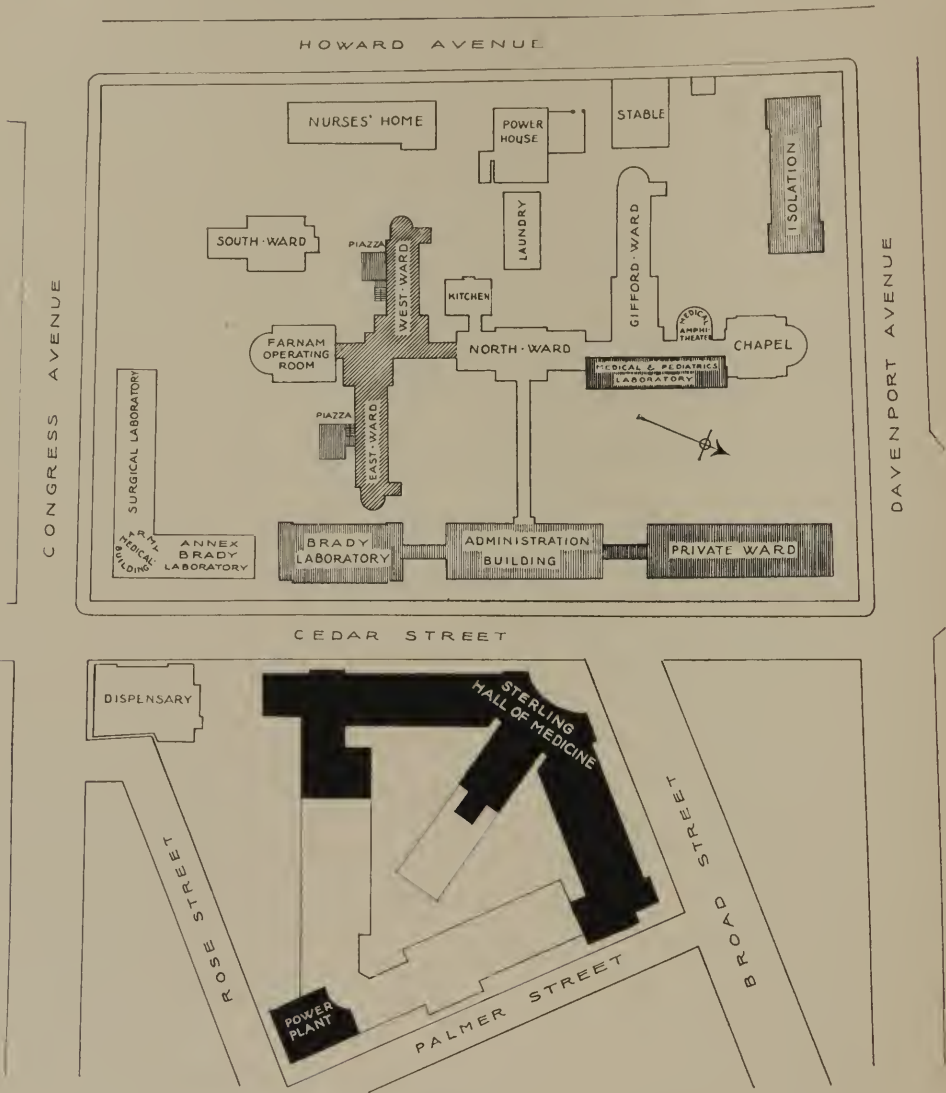 HOWARD AVENUE
NURSES' HOME
POWER
HOUSE
STABLE
ISOLATION
LAUNDRY
SOUTH·WARD
PIAZZA
WEST·WARD
KITCHEN
GIFFORD·WARD
MEDICAL
AMPHI-
THEATER
CHAPEL
FARNAM
OPERATING
ROOM
NORTH·WARD
MEDICAL & PEDIATRICS
LABORATORY
CONGRESS AVENUE
DAVENPORT AVENUE
SURGICAL LABORATORY
PIAZZA
EAST·WARD
ARMY
MEDICAL
BUILDING
ANNEX
BRADY
LABORATORY
BRADY
LABORATORY
ADMINISTRATION
BUILDING
PRIVATE WARD
CEDAR STREET
DISPENSARY
STERLING
HALL OF MEDICINE
ROSE STREET
BROAD STREET
POWER
PLANT
PALMER STREET